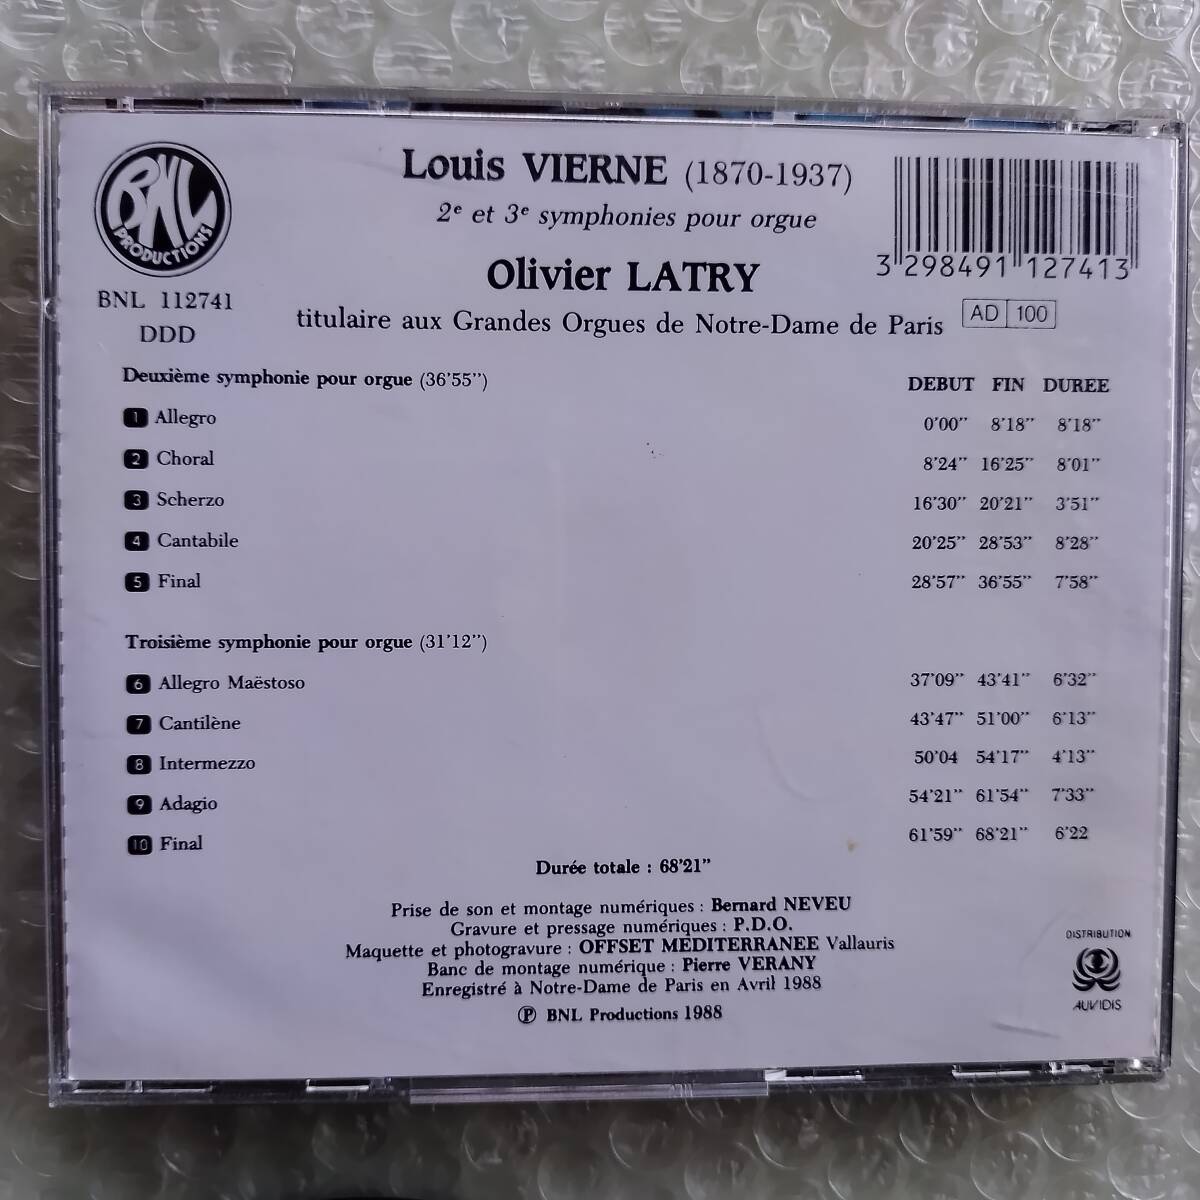 BNL
PRODUCTIONS
BNL 112741
DDD
Louis VIERNE (1870-1937)
2e et 3e symphonies pour orgue
Olivier LATRY
titulaire aux Grandes Orgues de Notre-Dame de Paris
3 298491 127413
AD 100
Deuxième symphonie pour orgue (36'55'')
DEBUT FIN DUREE
1 Allegro 0'00'' 8'18'' 8'18''
2 Choral 8'24'' 16'25'' 8'01''
3 Scherzo 16'30'' 20'21'' 3'51''
4 Cantabile 20'25'' 28'53'' 8'28''
5 Final 28'57'' 36'55'' 7'58''
Troisième symphonie pour orgue (31'12'')
6 Allegro Maëstoso 37'09'' 43'41'' 6'32''
7 Cantilène 43'47'' 51'00'' 6'13''
8 Intermezzo 50'04 54'17'' 4'13''
9 Adagio 54'21'' 61'54'' 7'33''
10 Final 61'59'' 68'21'' 6'22
Durée totale : 68'21''
Prise de son et montage numériques : Bernard NEVEU
Gravure et pressage numériques : P.D.O.
Maquette et photogravure : OFFSET MEDITERRANEE Vallauris
Banc de montage numérique : Pierre VERANY
Enregistré à Notre-Dame de Paris en Avril 1988
Ⓟ BNL Productions 1988
DISTRIBUTION
AUVIDIS